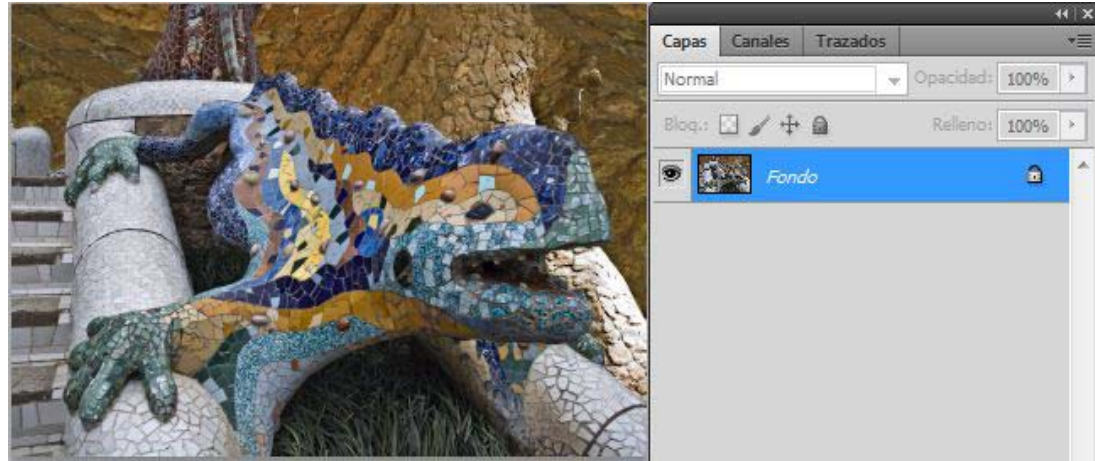 Capas Canales Trazados
Normal Opacidad: 100%
Bloq.: Relleno: 100%
Fondo